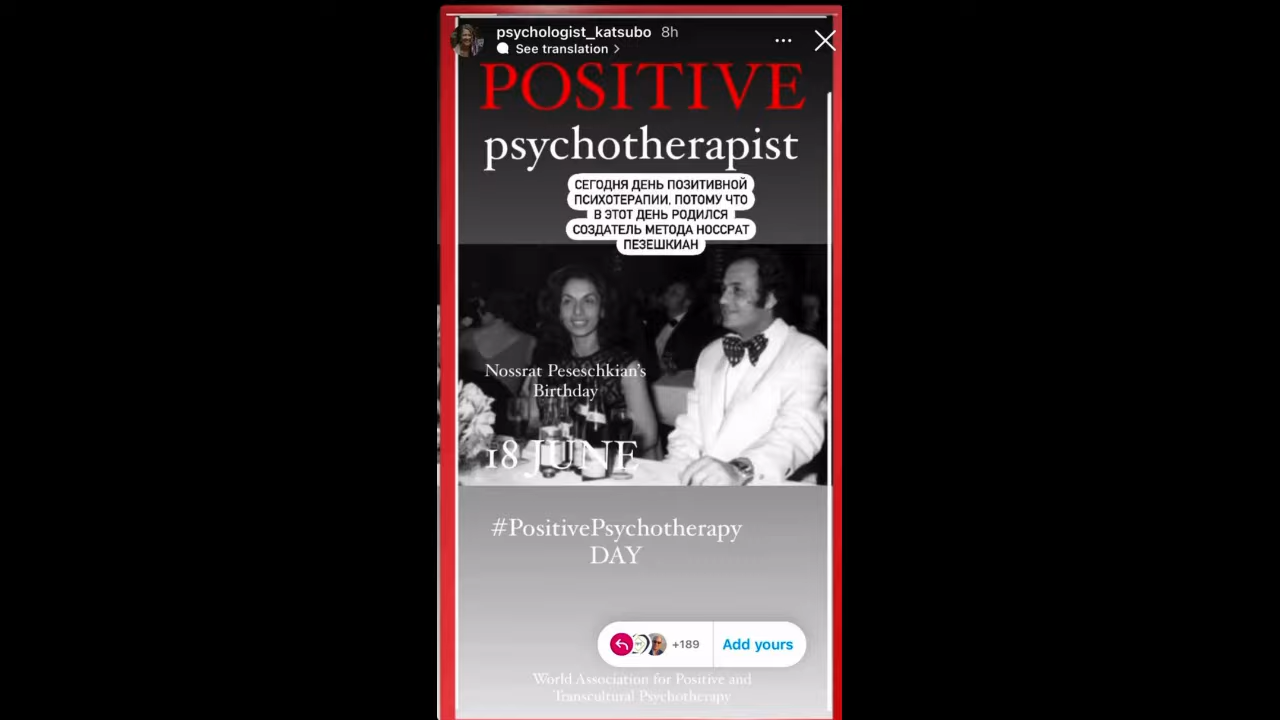 psychologist_katsubo 8h
See translation >
POSITIVE
psychotherapist
СЕГОДНЯ ДЕНЬ ПОЗИТИВНОЙ
ПСИХОТЕРАПИИ, ПОТОМУ ЧТО
В ЭТОТ ДЕНЬ РОДИЛСЯ
СОЗДАТЕЛЬ МЕТОДА НОССРАТ
ПЕЗЕШКИАН
Nossrat Peseschkian's
Birthday
18 JUNE
#PositivePsychotherapy
DAY
+189 Add yours
World Association for Positive and
Transcultural Psychotherapy